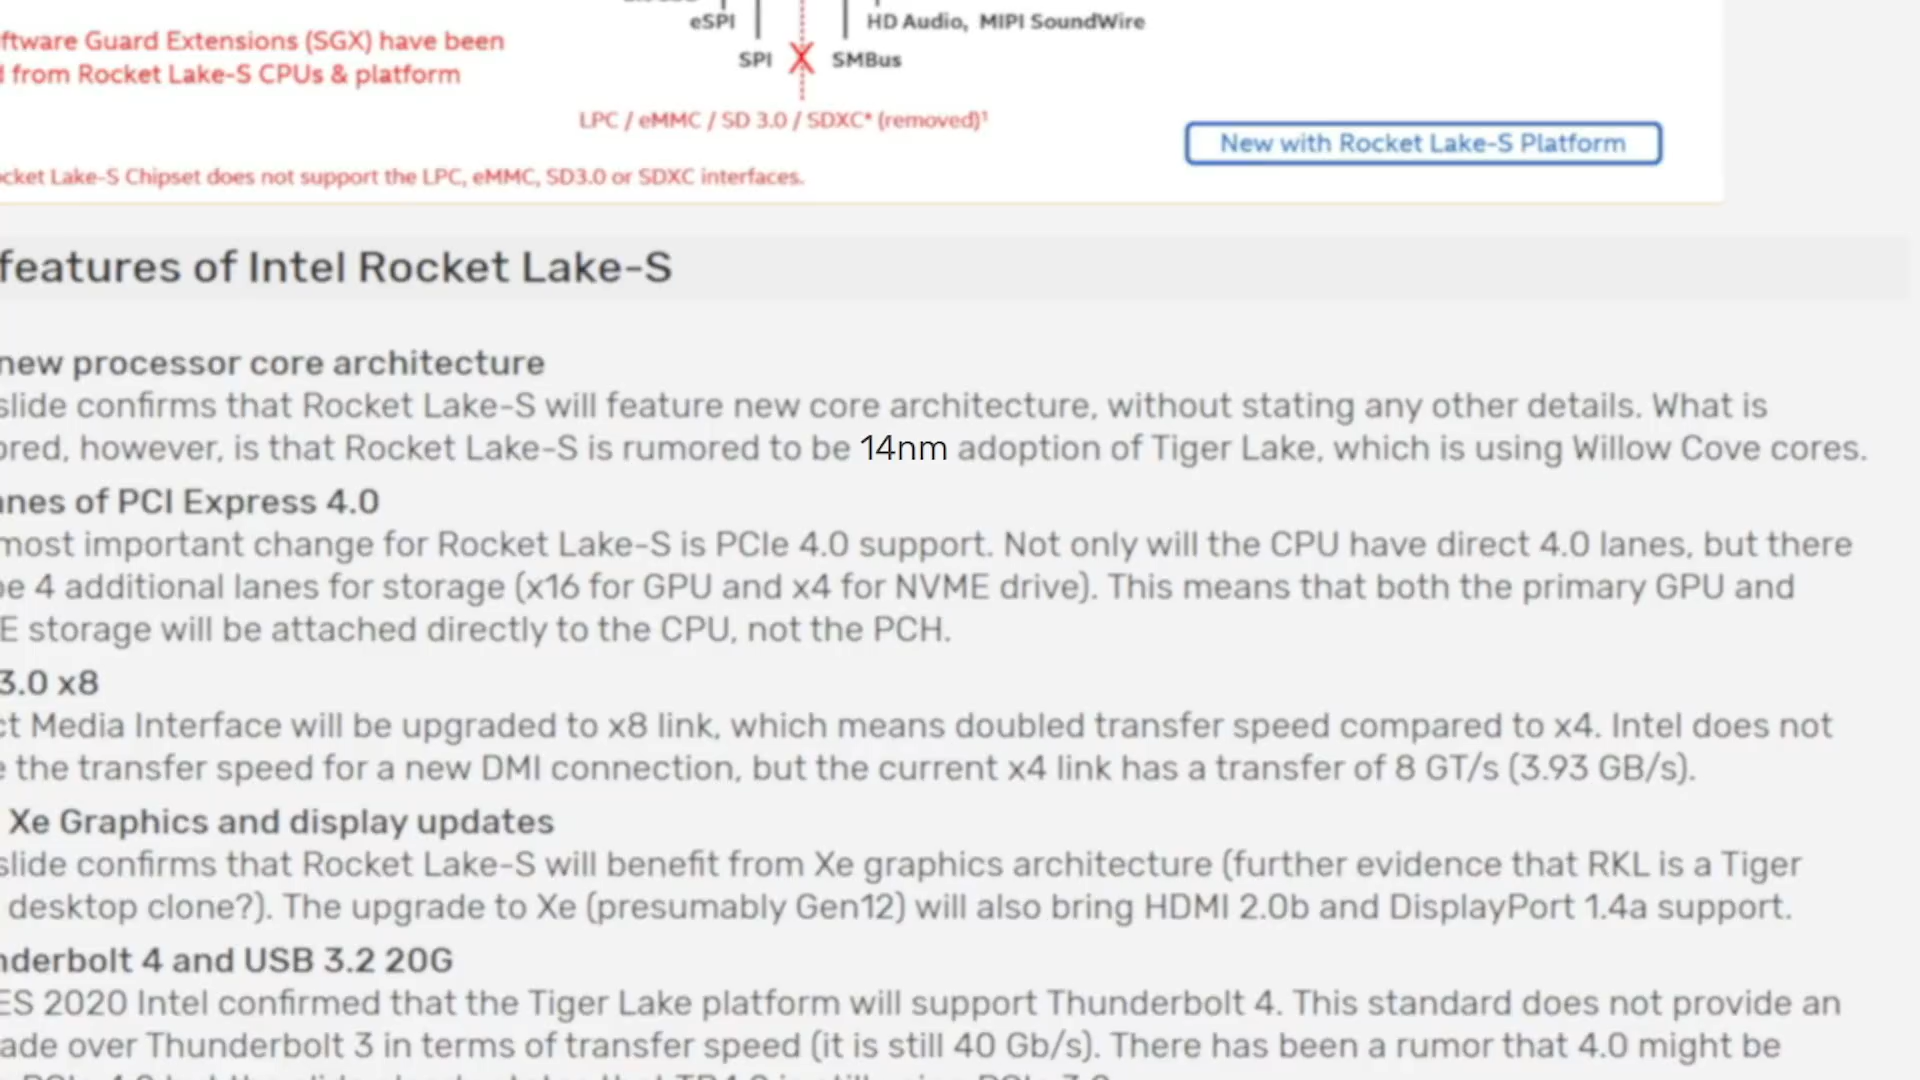 eSPI HD Audio, MIPI SoundWire
ftware Guard Extensions (SGX) have been
SPI SMBus
d from Rocket Lake-S CPUs & platform
LPC / eMMC / SD 3.0 / SDXC* (removed)¹
New with Rocket Lake-S Platform
ocket Lake-S Chipset does not support the LPC, eMMC, SD3.0 or SDXC interfaces.
features of Intel Rocket Lake-S
new processor core architecture
slide confirms that Rocket Lake-S will feature new core architecture, without stating any other details. What is
ored, however, is that Rocket Lake-S is rumored to be 14nm adoption of Tiger Lake, which is using Willow Cove cores.
anes of PCI Express 4.0
most important change for Rocket Lake-S is PCIe 4.0 support. Not only will the CPU have direct 4.0 lanes, but there
be 4 additional lanes for storage (x16 for GPU and x4 for NVME drive). This means that both the primary GPU and
E storage will be attached directly to the CPU, not the PCH.
3.0 x8
ct Media Interface will be upgraded to x8 link, which means doubled transfer speed compared to x4. Intel does not
e the transfer speed for a new DMI connection, but the current x4 link has a transfer of 8 GT/s (3.93 GB/s).
Xe Graphics and display updates
slide confirms that Rocket Lake-S will benefit from Xe graphics architecture (further evidence that RKL is a Tiger
desktop clone?). The upgrade to Xe (presumably Gen12) will also bring HDMI 2.0b and DisplayPort 1.4a support.
nderbolt 4 and USB 3.2 20G
ES 2020 Intel confirmed that the Tiger Lake platform will support Thunderbolt 4. This standard does not provide an
ade over Thunderbolt 3 in terms of transfer speed (it is still 40 Gb/s). There has been a rumor that 4.0 might be